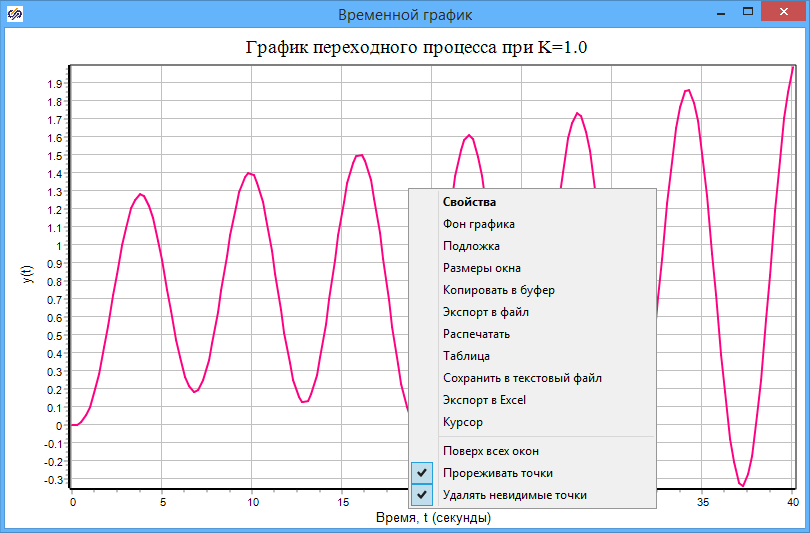 Временной график
График переходного процесса при K=1.0
1.9
1.8
1.7
1.6
1.5
1.4
1.3
1.2
1.1
1
0.9
0.8
0.7
0.6
0.5
0.4
0.3
0.2
0.1
0
-0.1
-0.2
-0.3
y(t)
Свойства
Фон графика
Подложка
Размеры окна
Копировать в буфер
Экспорт в файл
Распечатать
Таблица
Сохранить в текстовый файл
Экспорт в Excel
Курсор
Поверх всех окон
Прореживать точки
Удалять невидимые точки
0 5 10 15 35 40
Время, t (секунды)